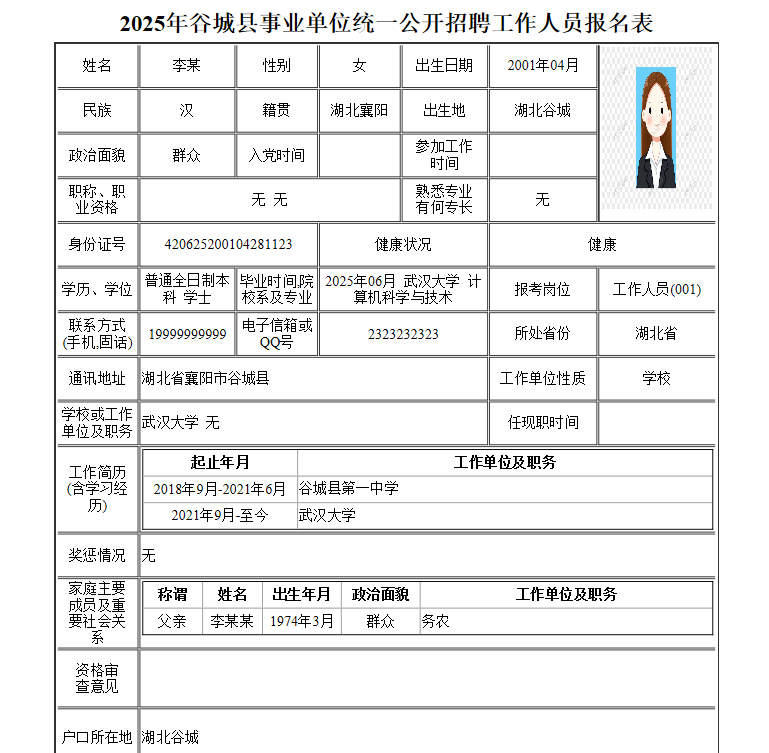 2025年谷城县事业单位统一公开招聘工作人员报名表
姓名 李某 性别 女 出生日期 2001年04月
民族 汉 籍贯 湖北襄阳 出生地 湖北谷城
政治面貌 群众 入党时间 参加工作
时间
职称、职
业资格 无 无 熟悉专业
有何专长 无
身份证号 420625200104281123 健康状况 健康
学历、学位 普通全日制本
科 学士 毕业时间,院
校系及专业 2025年06月 武汉大学 计
算机科学与技术 报考岗位 工作人员(001)
联系方式
(手机,固话) 19999999999 电子信箱或
QQ号 2323232323 所处省份 湖北省
通讯地址 湖北省襄阳市谷城县 工作单位性质 学校
学校或工作
单位及职务 武汉大学 无 任现职时间
工作简历
(含学习经
历) 起止年月 工作单位及职务
2018年9月-2021年6月 谷城县第一中学
2021年9月-至今 武汉大学
奖惩情况 无
家庭主要
成员及重
要社会关
系 称谓 姓名 出生年月 政治面貌 工作单位及职务
父亲 李某某 1974年3月 群众 务农
资格审
查意见
户口所在地 湖北谷城